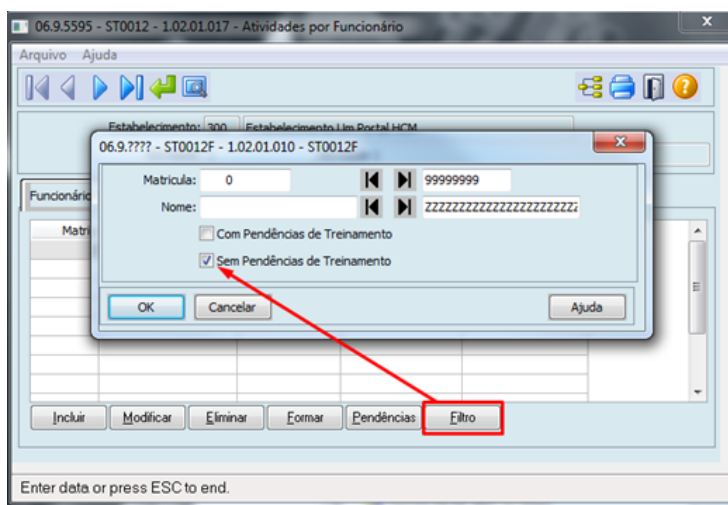 06.9.5595 - ST0012 - 1.02.01.017 - Atividades por Funcionário
x
Arquivo Ajuda
Estabelecimento: 300 Estabelecimento Um Portal HCM
06.9.???? - ST0012F - 1.02.01.010 - ST0012F
x
Matricula: 0 99999999
Nome: ZZZZZZZZZZZZZZZZZZZZZZZZ
Com Pendências de Treinamento
Sem Pendências de Treinamento
OK Cancelar Ajuda
Funcionário
Matri
Incluir Modificar Eliminar Formar Pendências Filtro
Enter data or press ESC to end.